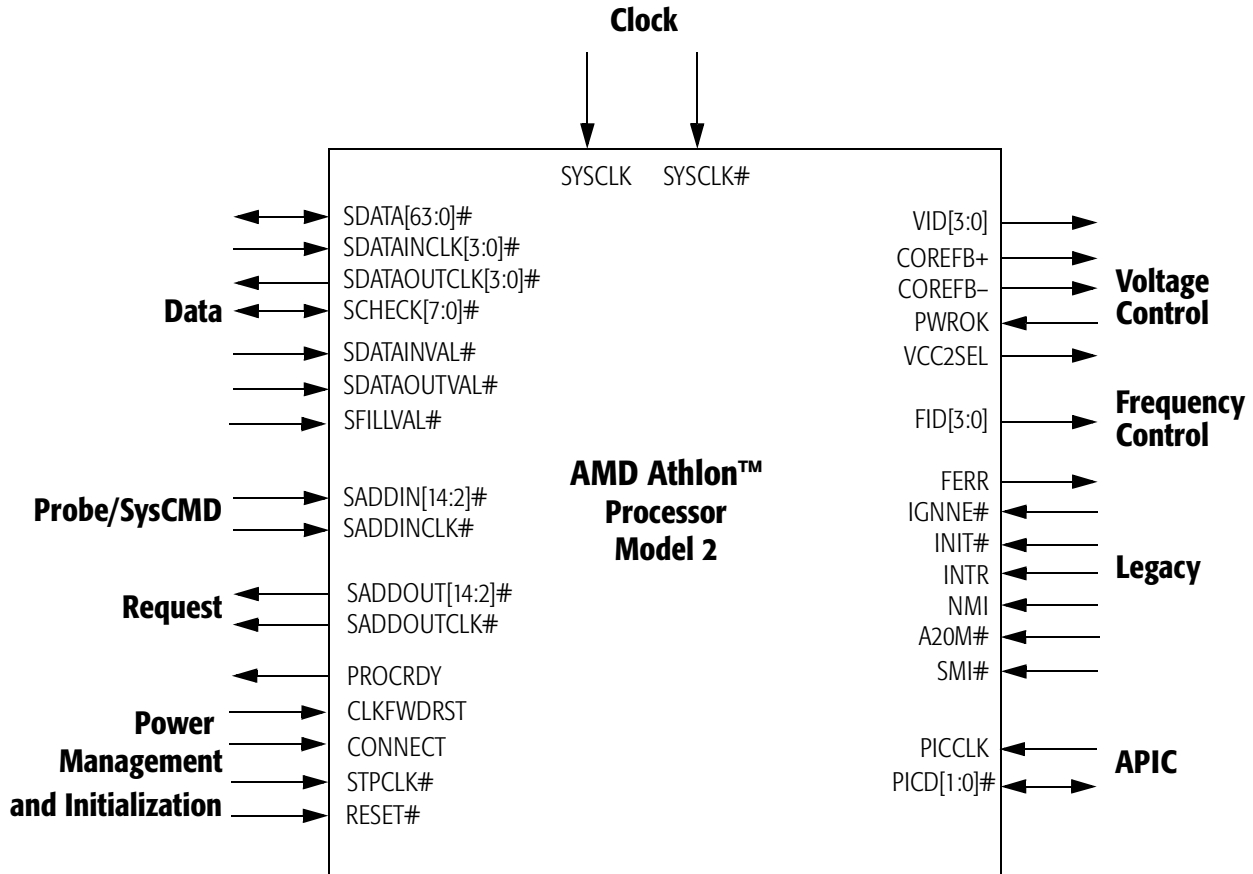 Clock
SYSCLK SYSCLK#
SDATA[63:0]#
SDATAINCLK[3:0]#
SDATAOUTCLK[3:0]#
Data
SCHECK[7:0]#
SDATAINVAL#
SDATAOUTVAL#
SFILLVAL#
Probe/SysCMD
SADDIN[14:2]#
SADDINCLK#
Request
SADDOUT[14:2]#
SADDOUTCLK#
PROCRDY
CLKFWDRST
CONNECT
STPCLK#
RESET#
Power
Management
and Initialization
AMD Athlon™
Processor
Model 2
VID[3:0]
COREFB+
COREFB–
PWROK
VCC2SEL
Voltage
Control
FID[3:0]
Frequency
Control
FERR
IGNNE#
INIT#
INTR
NMI
A20M#
SMI#
Legacy
PICCLK
PICD[1:0]#
APIC